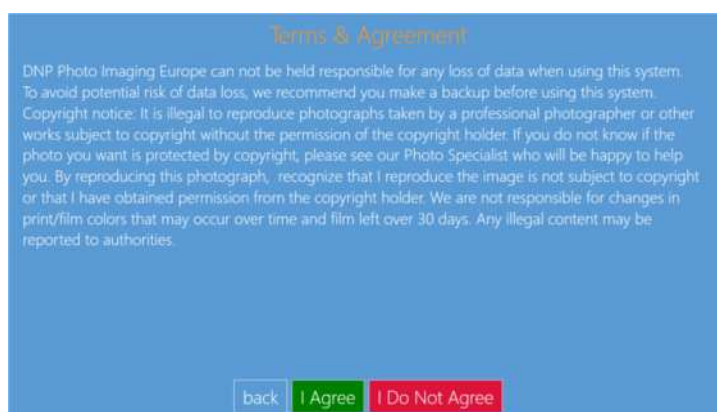 Terms & Agreement
DNP Photo Imaging Europe can not be held responsible for any loss of data when using this system.
To avoid potential risk of data loss, we recommend you make a backup before using this system.
Copyright notice: It is illegal to reproduce photographs taken by a professional photographer or other
works subject to copyright without the permission of the copyright holder. If you do not know if the
photo you want is protected by copyright, please see our Photo Specialist who will be happy to help
you. By reproducing this photograph, recognize that I reproduce the image is not subject to copyright
or that I have obtained permission from the copyright holder. We are not responsible for changes in
print/film colors that may occur over time and film left over 30 days. Any illegal content may be
reported to authorities.
back I Agree I Do Not Agree